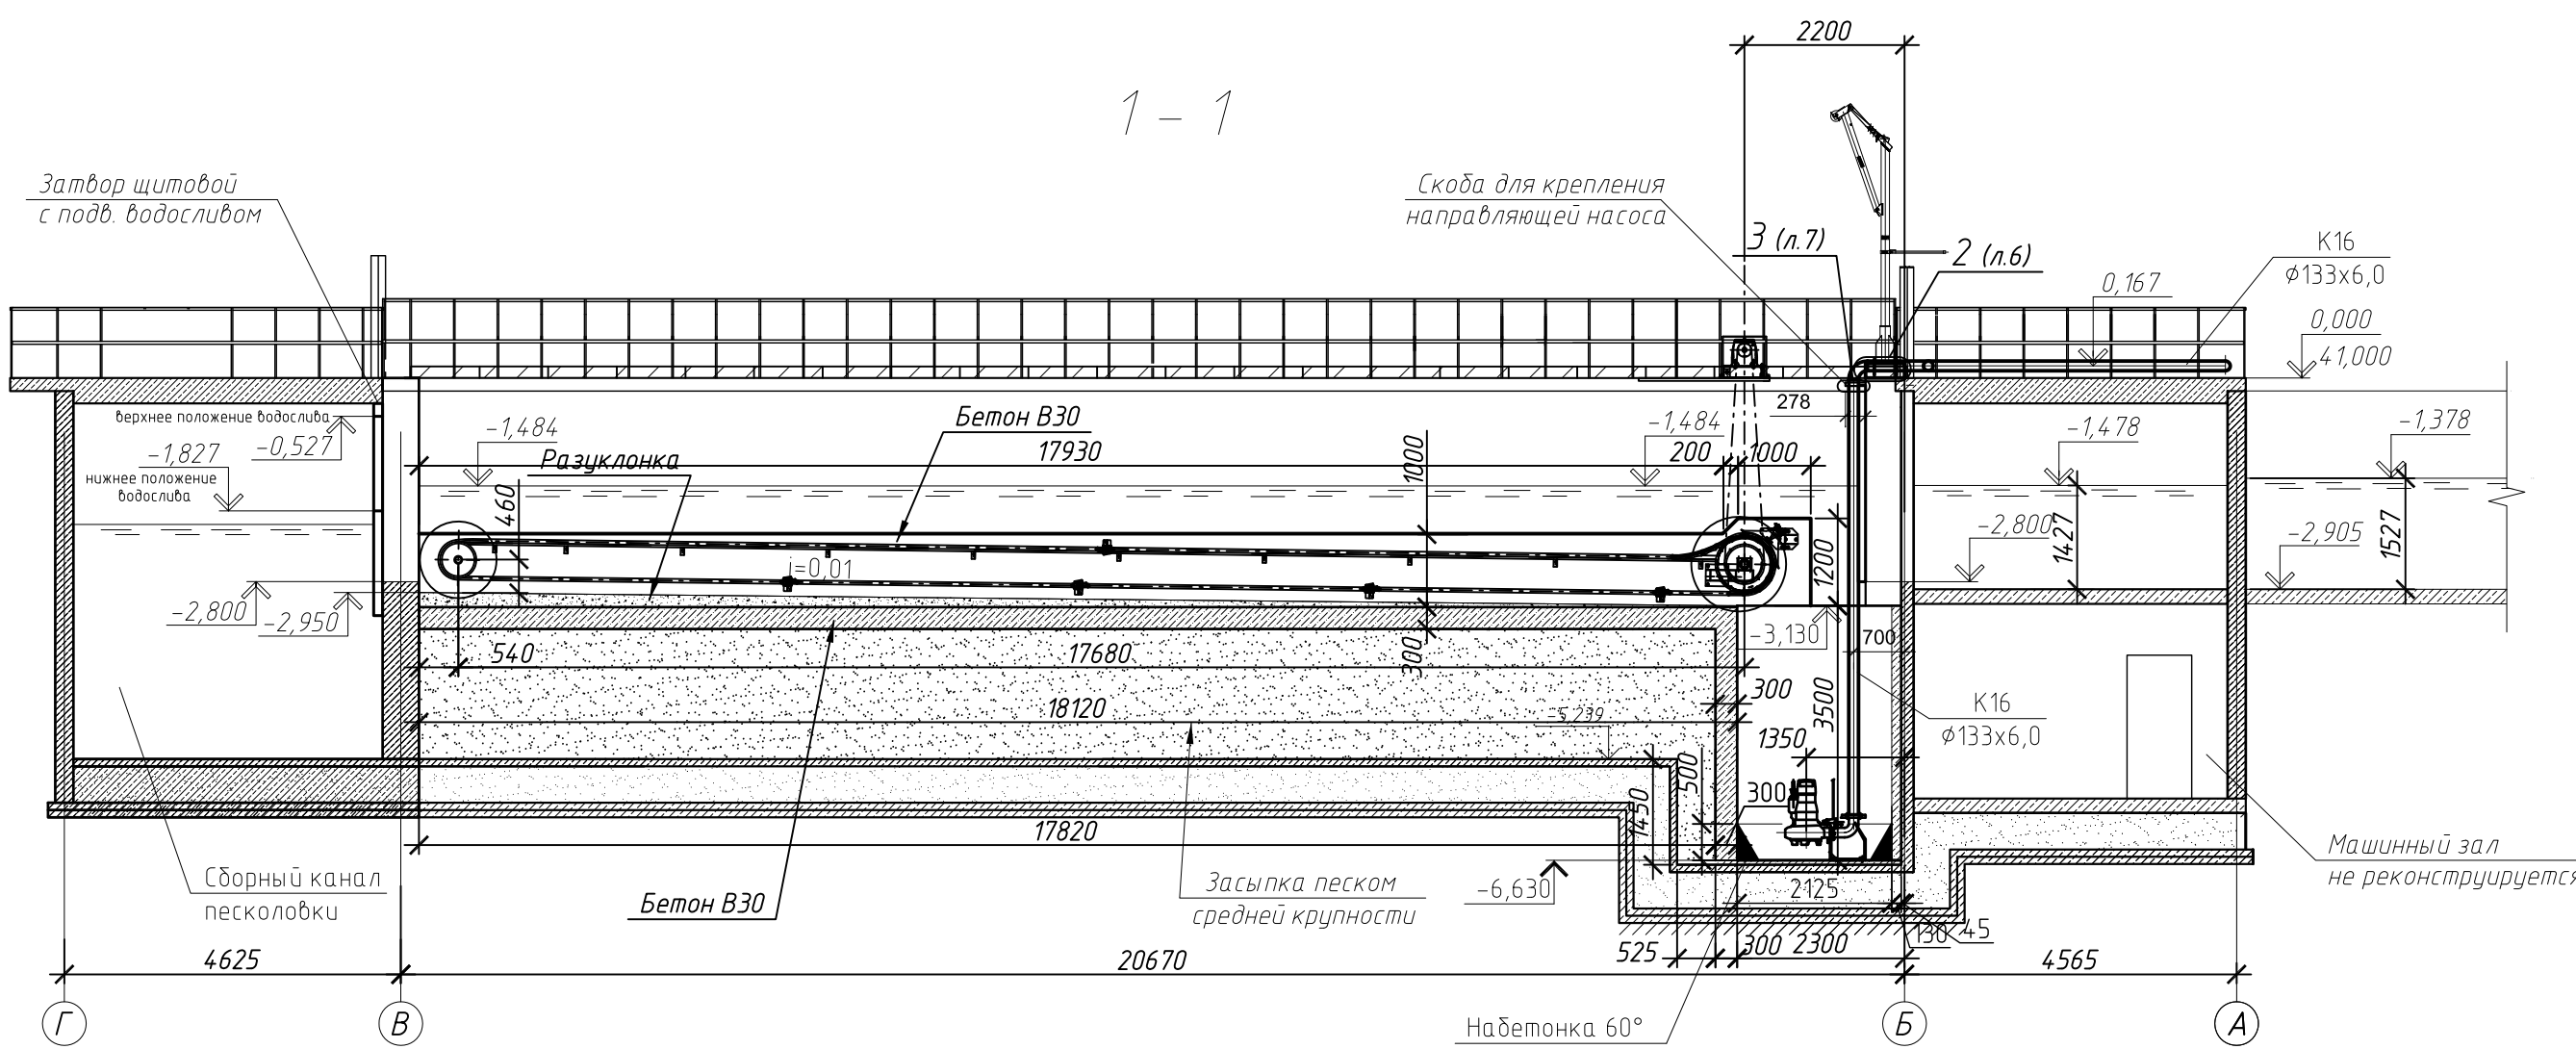 2200
1 - 1
Затвор щитовой
с подв. водосливом
Скоба для крепления
направляющей насоса
3 (л.7)
2 (л.6)
К16
ф133х6,0
0,167
0,000
41,000
верхнее положение водослива
-0,527
-1,827
нижнее положение
водослива
-1,484
Бетон В30
17930
Разуклонка
460
1000
-1,484
200
1000
278
-1,478
-1,378
1427
-2,800
-2,905
1527
i=0,01
1200
-2,800
-2,950
-3,130
700
540
17680
300
300
18120
-5,239
3500
К16
ф133х6,0
1350
500
300
1450
17820
Сборный канал
песколовки
Бетон В30
Засыпка песком
средней крупности
-6,630
2125
Машинный зал
не реконструируется
130
45
525
300
2300
4625
20670
4565
Набетонка 60°
Г
В
Б
А